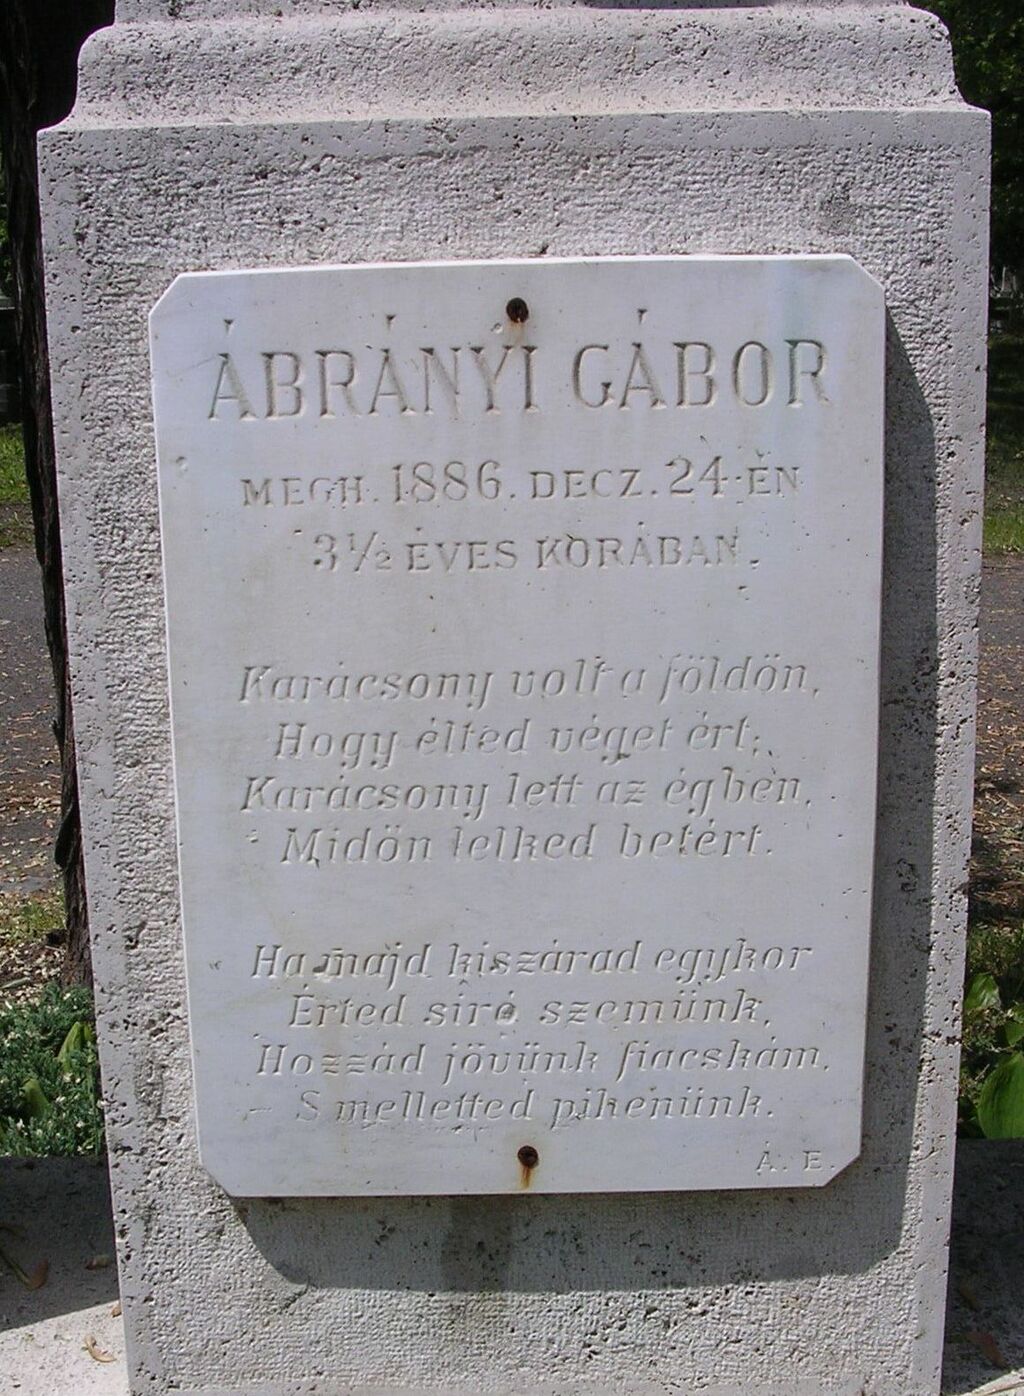 ÁBRÁNYI GÁBOR
MEGH. 1886. DECZ. 24-ÉN
3½ ÉVES KORÁBAN.
Karácsony volt a földön,
Hogy élted véget ért;
Karácsony lett az égben,
Midőn lelked betért.
Ha majd kiszárad egykor
Érted síró szemünk,
Hozzád jövünk fiacskám,
S melletted pihenünk.
Á. E.